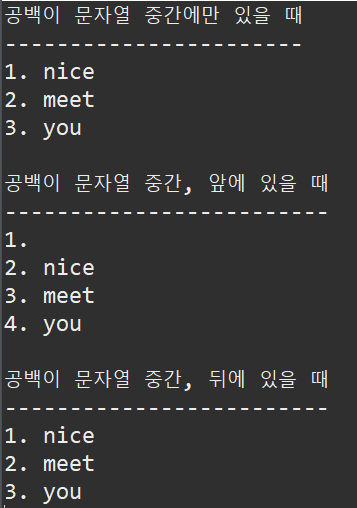 공백이 문자열 중간에만 있을 때
-----------------------
1. nice
2. meet
3. you
공백이 문자열 중간, 앞에 있을 때
-------------------------
1.
2. nice
3. meet
4. you
공백이 문자열 중간, 뒤에 있을 때
-------------------------
1. nice
2. meet
3. you